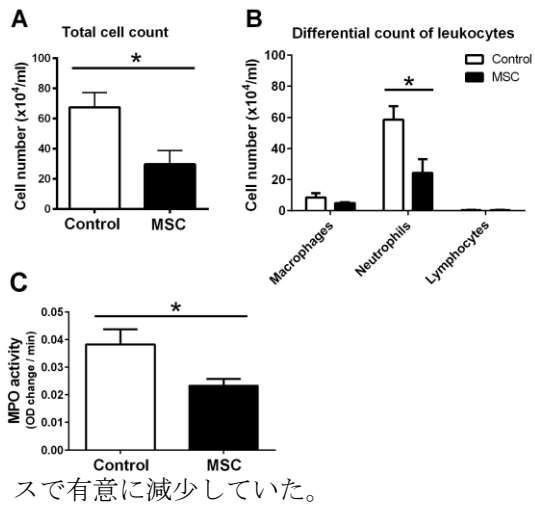 A
Total cell count
Cell number (x10⁴/ml)
100
80
60
40
20
0
*
Control
MSC
B
Differential count of leukocytes
Cell number (x10⁴/ml)
100
80
60
40
20
0
*
Control
MSC
Macrophages
Neutrophils
Lymphocytes
C
MPO activity
(OD change / min)
0.05
0.04
0.03
0.02
0.01
0.00
*
Control
MSC
スで有意に減少していた。